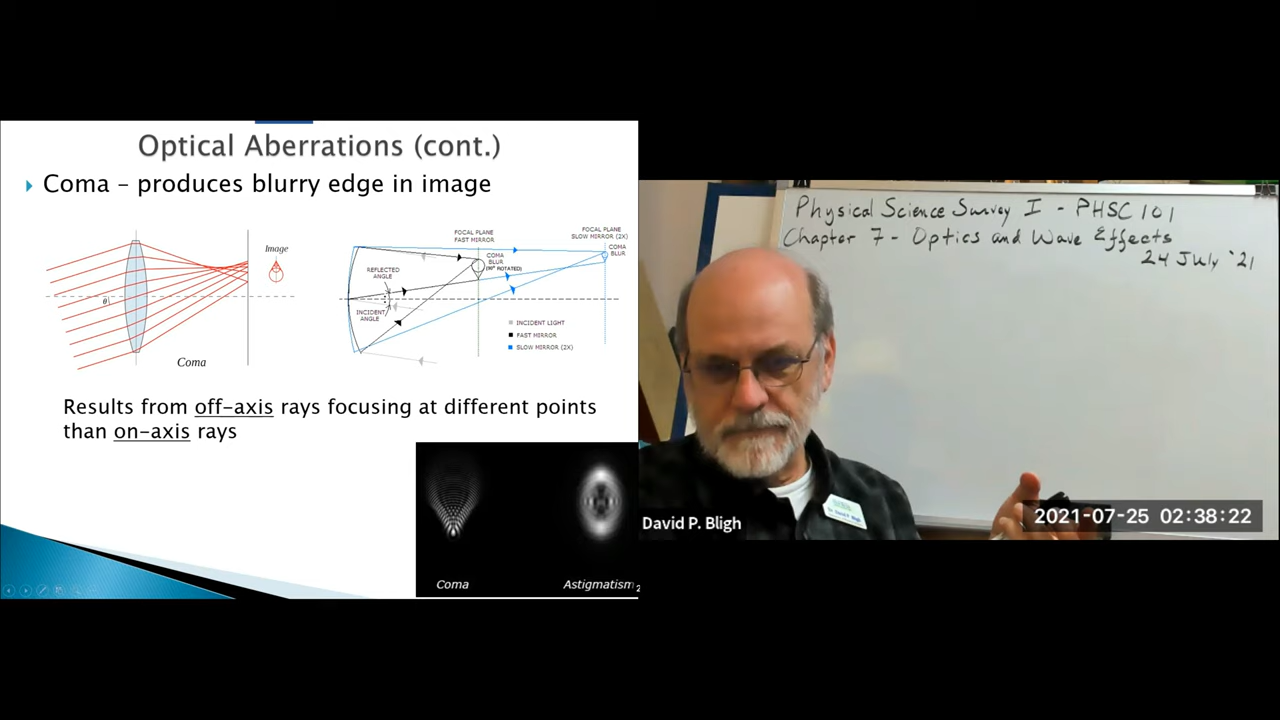 Optical Aberrations (cont.)
Coma – produces blurry edge in image
Image
θ
Coma
FOCAL PLANE
FAST MIRROR
FOCAL PLANE
SLOW MIRROR (2X)
COMA
BLUR
(90° ROTATED)
COMA
BLUR
REFLECTED
ANGLE
INCIDENT
ANGLE
INCIDENT LIGHT
FAST MIRROR
SLOW MIRROR (2X)
Results from off-axis rays focusing at different points
than on-axis rays
Coma
Astigmatism
Physical Science Survey I - PHSC 101
Chapter 7 - Optics and Wave Effects
24 July '21
David P. Bligh
2021-07-25 02:38:22